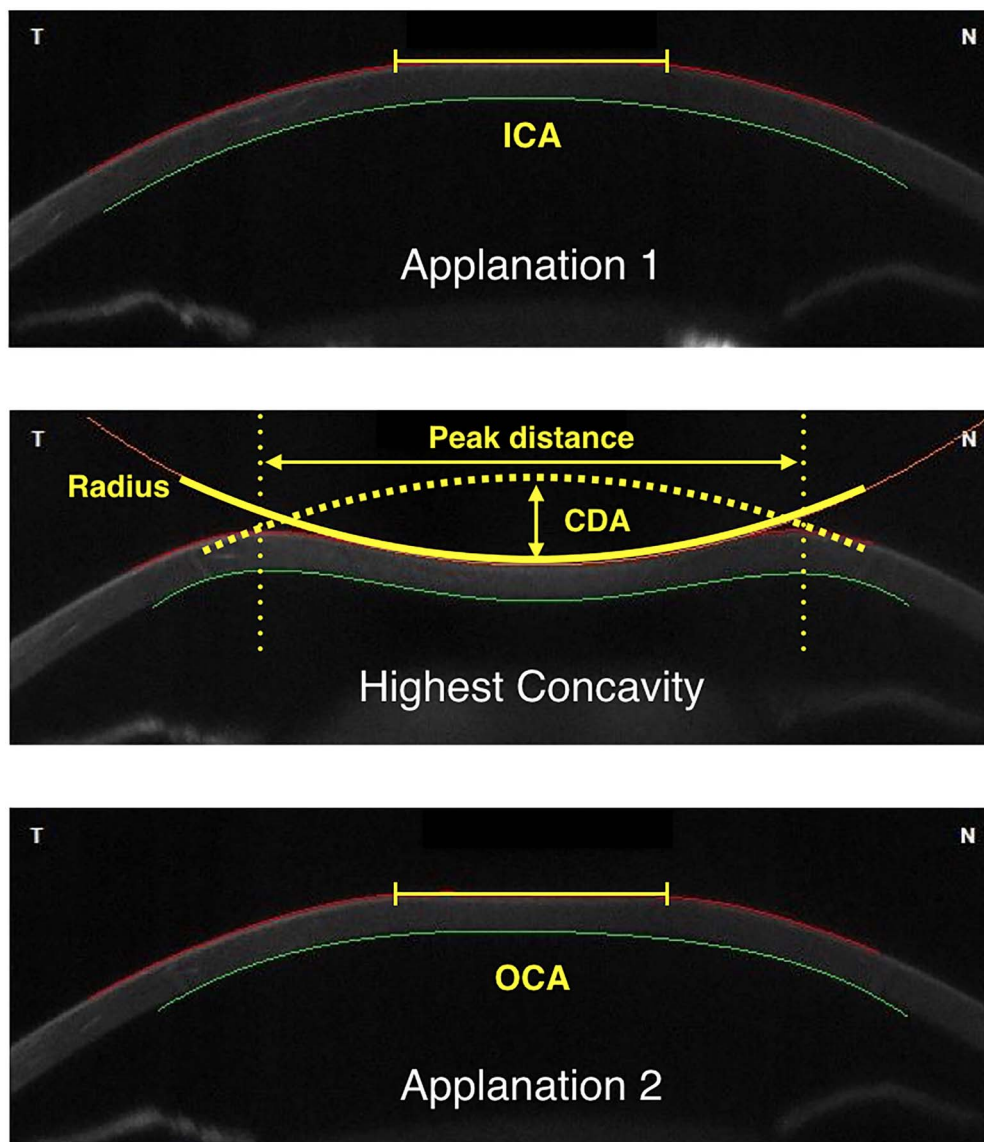 T N
ICA
Applanation 1
T N
Peak distance
Radius
CDA
Highest Concavity
T N
OCA
Applanation 2